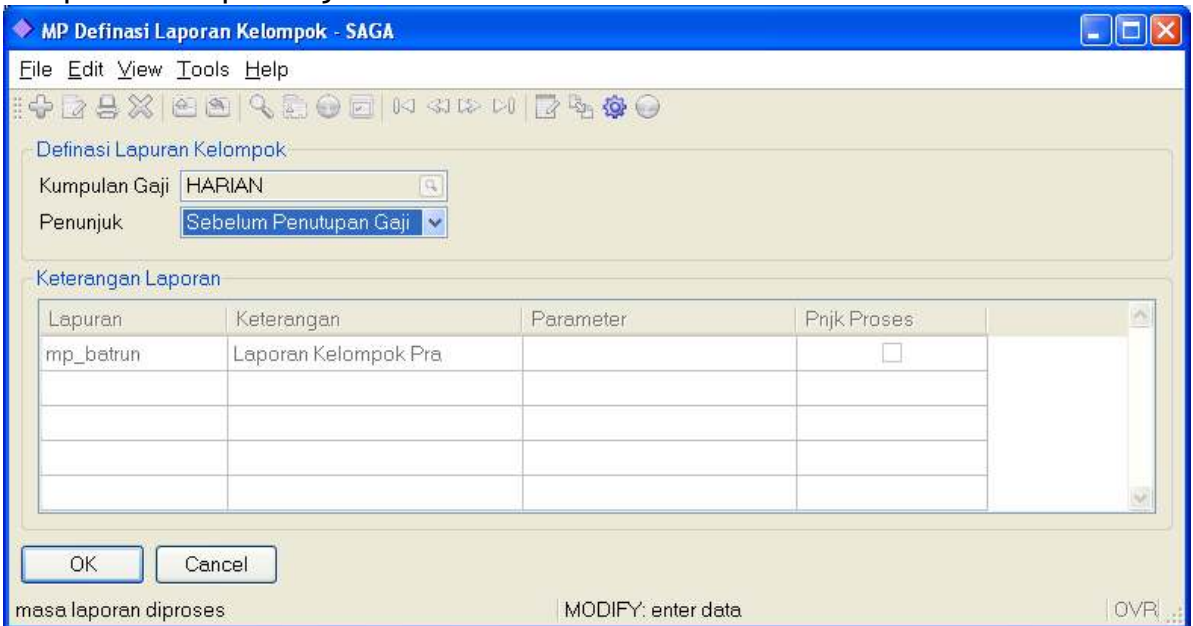 MP Definasi Laporan Kelompok - SAGA
File Edit View Tools Help
Definasi Lapuran Kelompok
Kumpulan Gaji HARIAN
Penunjuk Sebelum Penutupan Gaji
Keterangan Laporan
Lapuran Keterangan Parameter Pnjk Proses
mp_batrun Laporan Kelompok Pra
OK Cancel
masa laporan diproses MODIFY: enter data OVR